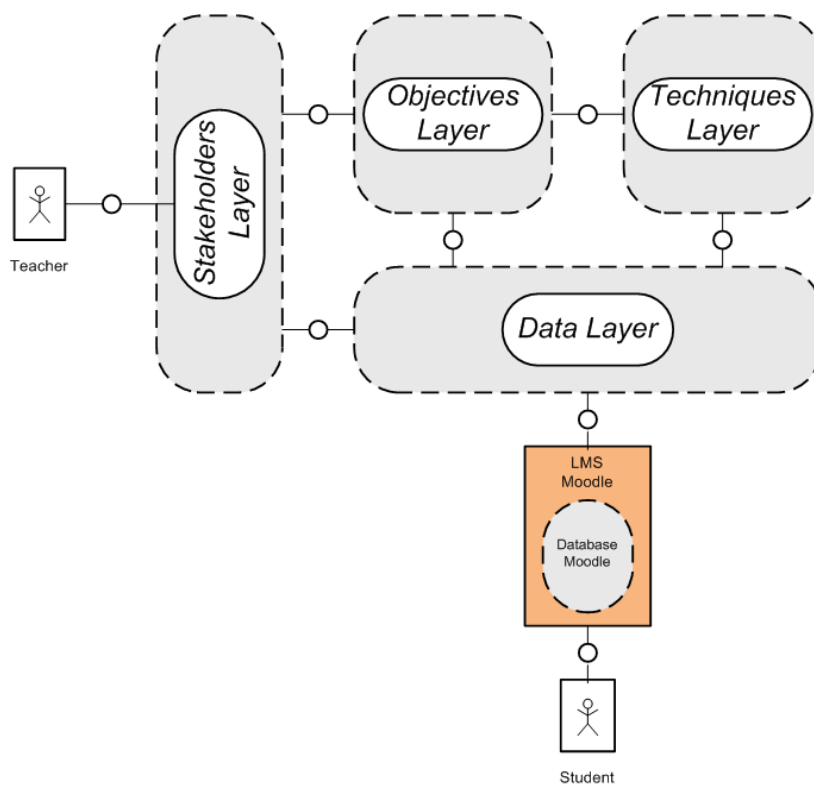 Objectives
Layer
Techniques
Layer
Stakeholders
Layer
Teacher
Data Layer
LMS
Moodle
Database
Moodle
Student